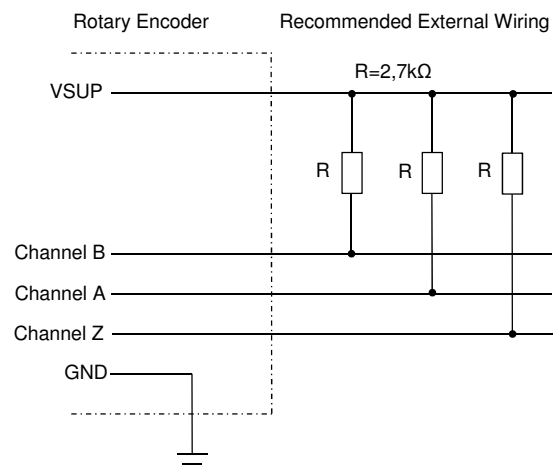 Rotary Encoder
Recommended External Wiring
R=2,7kΩ
VSUP
R
R
R
Channel B
Channel A
Channel Z
GND